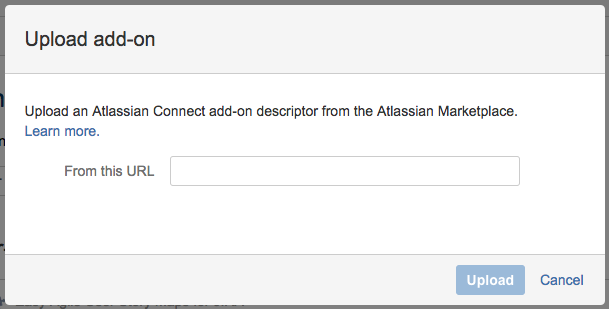 Upload add-on
Upload an Atlassian Connect add-on descriptor from the Atlassian Marketplace.
Learn more.
From this URL
Upload
Cancel